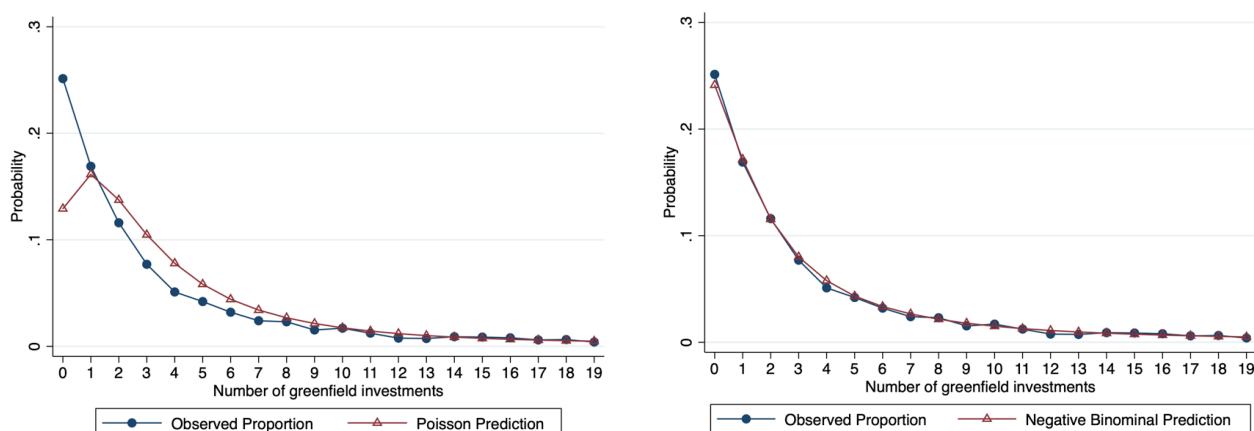 .3
.2
.1
0
Probability
0 1 2 3 4 5 6 7 8 9 10 11 12 13 14 15 16 17 18 19
Number of greenfield investments
Observed Proportion Poisson Prediction
.3
.2
.1
0
Probability
0 1 2 3 4 5 6 7 8 9 10 11 12 13 14 15 16 17 18 19
Number of greenfield investments
Observed Proportion Negative Binominal Prediction